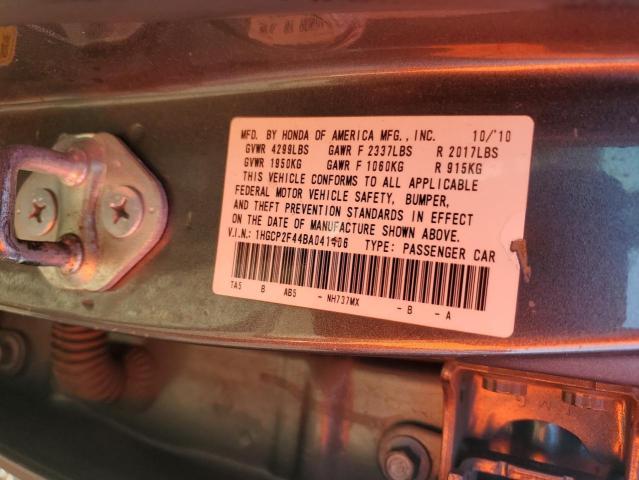 MFD. BY HONDA OF AMERICA MFG., INC. 10/'10
GVWR 4299LBS GAWR F 2337LBS R 2017LBS
GVWR 1950KG GAWR F 1060KG R 915KG
THIS VEHICLE CONFORMS TO ALL APPLICABLE
FEDERAL MOTOR VEHICLE SAFETY, BUMPER,
AND THEFT PREVENTION STANDARDS IN EFFECT
ON THE DATE OF MANUFACTURE SHOWN ABOVE.
V.I.N.: 1HGCP2F44BA041406 TYPE: PASSENGER CAR
TA5 B AB5 - NH737MX - B - A